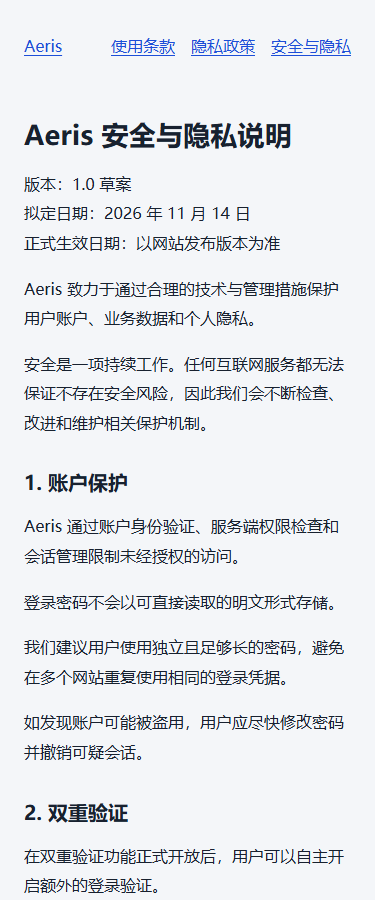 Aeris 使用条款 隐私政策 安全与隐私
Aeris 安全与隐私说明
版本：1.0 草案
拟定日期：2026 年 11 月 14 日
正式生效日期：以网站发布版本为准
Aeris 致力于通过合理的技术与管理措施保护
用户账户、业务数据和个人隐私。
安全是一项持续工作。任何互联网服务都无法
保证不存在安全风险，因此我们会不断检查、
改进和维护相关保护机制。
1. 账户保护
Aeris 通过账户身份验证、服务端权限检查和
会话管理限制未经授权的访问。
登录密码不会以可直接读取的明文形式存储。
我们建议用户使用独立且足够长的密码，避免
在多个网站重复使用相同的登录凭据。
如发现账户可能被盗用，用户应尽快修改密码
并撤销可疑会话。
2. 双重验证
在双重验证功能正式开放后，用户可以自主开
启额外的登录验证。